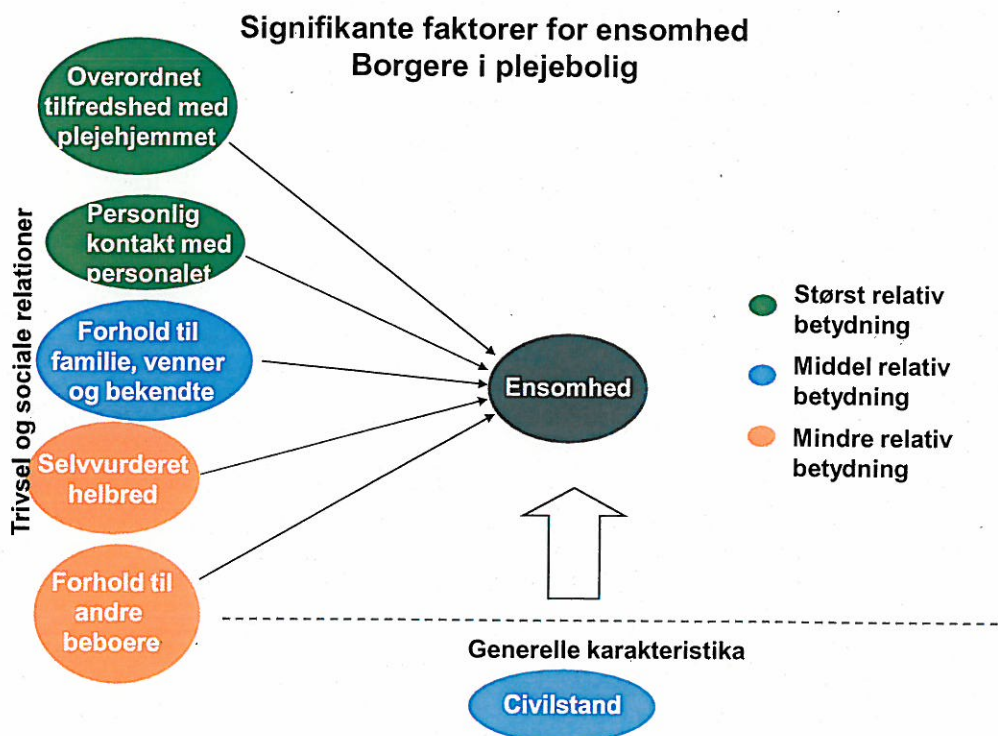 Signifikante faktorer for ensomhed
Borgere i plejebolig
Trivsel og sociale relationer
Overordnet
tilfredshed med
plejehjemmet
Personlig
kontakt med
personalet
Forhold til
familie, venner
og bekendte
Selvvurderet
helbred
Forhold til
andre
beboere
Ensomhed
Størst relativ
betydning
Middel relativ
betydning
Mindre relativ
betydning
Generelle karakteristika
Civilstand